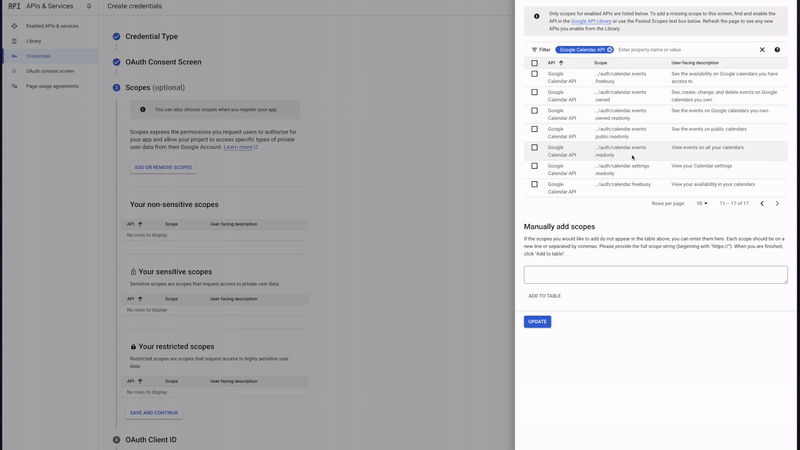 API APIs & Services
Enabled APIs & services
Library
Credentials
OAuth consent screen
Page usage agreements
Create credentials
Credential Type
OAuth Consent Screen
3 Scopes (optional)
You can also choose scopes when you register your app.
Scopes express the permissions you request users to authorize for
your app and allow your project to access specific types of private
user data from their Google Account. Learn more
ADD OR REMOVE SCOPES
Your non-sensitive scopes
API Scope User-facing description
No rows to display
Your sensitive scopes
Sensitive scopes are scopes that request access to private user data.
API Scope User-facing description
No rows to display
Your restricted scopes
Restricted scopes are scopes that request access to highly sensitive user
data.
API Scope User-facing description
No rows to display
SAVE AND CONTINUE
4 OAuth Client ID
Only scopes for enabled APIs are listed below. To add a missing scope to this screen, find and enable the
API in the Google API Library or use the Pasted Scopes text box below. Refresh the page to see any new
APIs you enable from the Library.
Filter Google Calendar API Enter property name or value
API Scope User-facing description
Google Calendar API .../auth/calendar.events.freebusy See the availability on Google calendars you have access to
Google Calendar API .../auth/calendar.events.owned See, create, change, and delete events on Google calendars you own
Google Calendar API .../auth/calendar.events.owned.readonly See the events on Google calendars you own
Google Calendar API .../auth/calendar.events.public.readonly See the events on public calendars
Google Calendar API .../auth/calendar.events.readonly View events on all your calendars
Google Calendar API .../auth/calendar.settings.readonly View your Calendar settings
Google Calendar API .../auth/calendar.freebusy View your availability in your calendars
Rows per page: 10 11 – 17 of 17
Manually add scopes
If the scopes you would like to add do not appear in the table above, you can enter them here. Each scope should be on a
new line or separated by commas. Please provide the full scope string (beginning with "https://"). When you are finished,
click "Add to table".
ADD TO TABLE
UPDATE